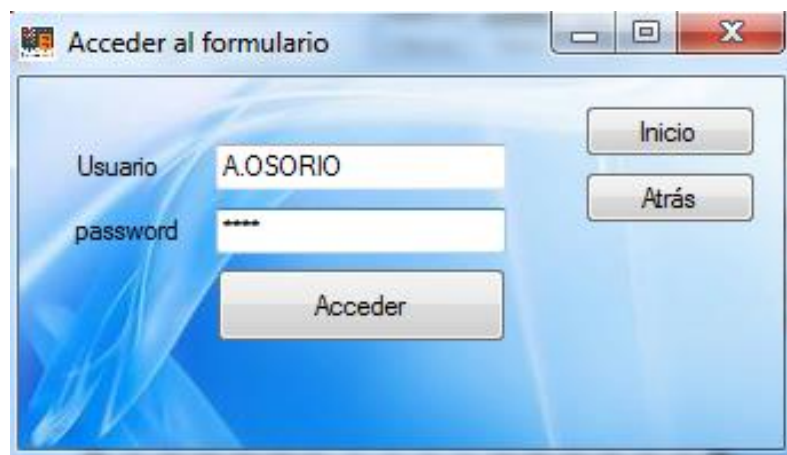 Acceder al formulario
Inicio
Usuario A.OSORIO
Atrás
password ****
Acceder